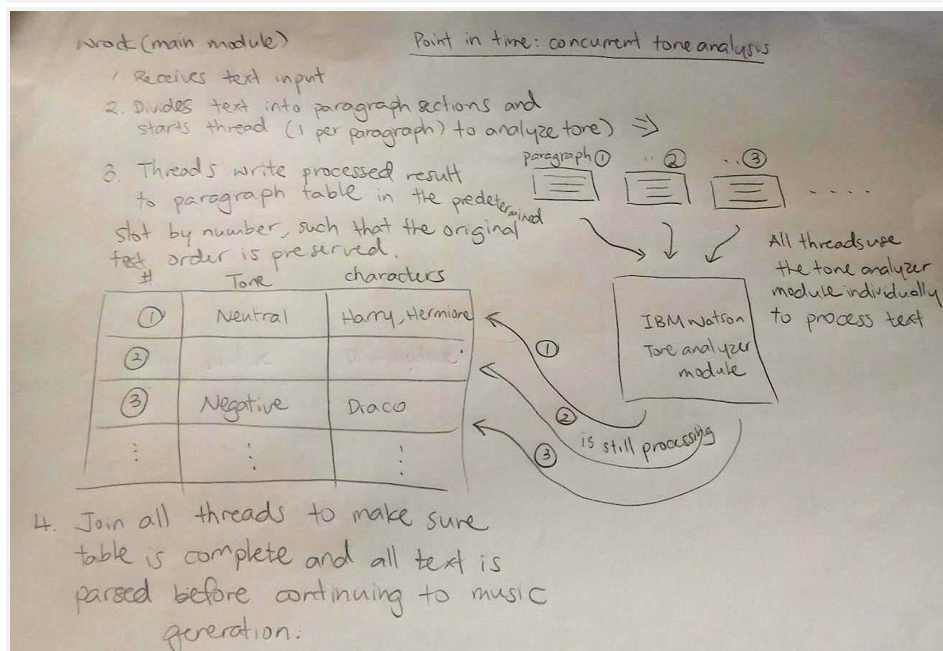 wrock (main module)
Point in time: concurrent tone analysis
1 Receives text input
2. Divides text into paragraph sections and
starts thread (1 per paragraph) to analyze tone) ⇒
3. Threads write processed result
to paragraph table in the predetermined
slot by number, such that the original
text order is preserved.
paragraph ① .. ② .. ③
. . . .
All threads use
the tone analyzer
module individually
to process text
IBM Watson
Tone analyzer
module
# Tone characters
① Neutral Harry, Hermione
②
③ Negative Draco
⋮ ⋮ ⋮
①
② is still processing
③
4. Join all threads to make sure
table is complete and all text is
parsed before continuing to music
generation.